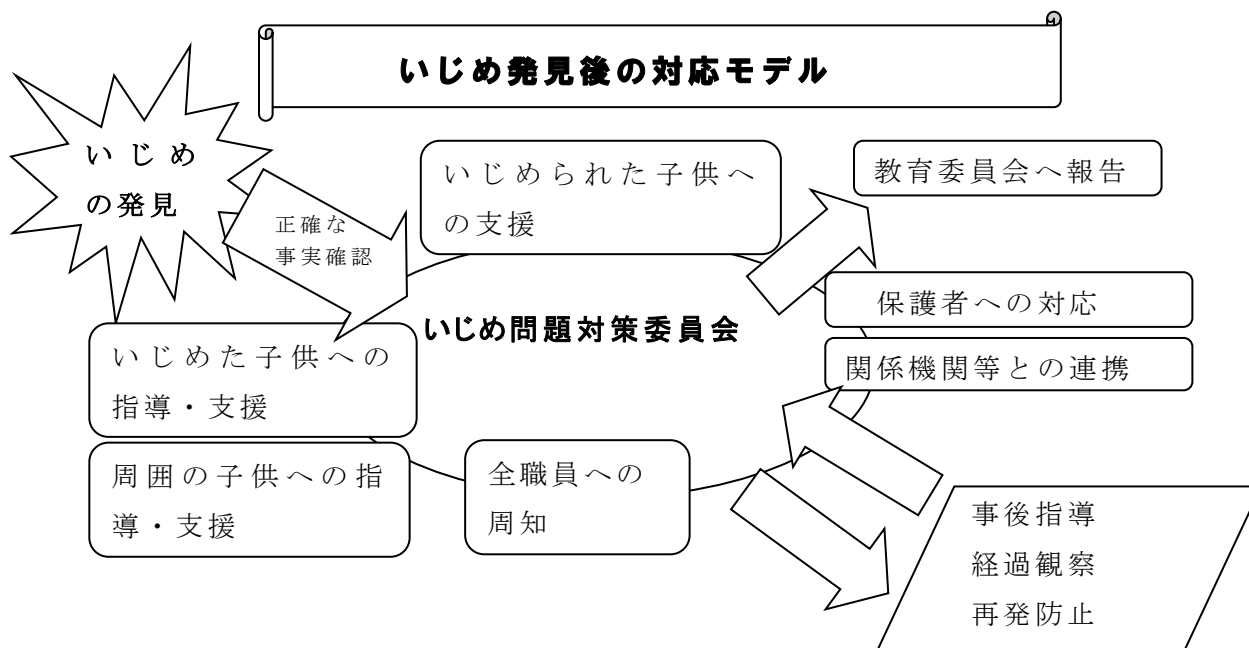 いじめ発見後の対応モデル
いじめ
の発見
正確な
事実確認
いじめられた子供へ
の支援
教育委員会へ報告
保護者への対応
関係機関等との連携
いじめ問題対策委員会
いじめた子供への
指導・支援
周囲の子供への指
導・支援
全職員への
周知
事後指導
経過観察
再発防止